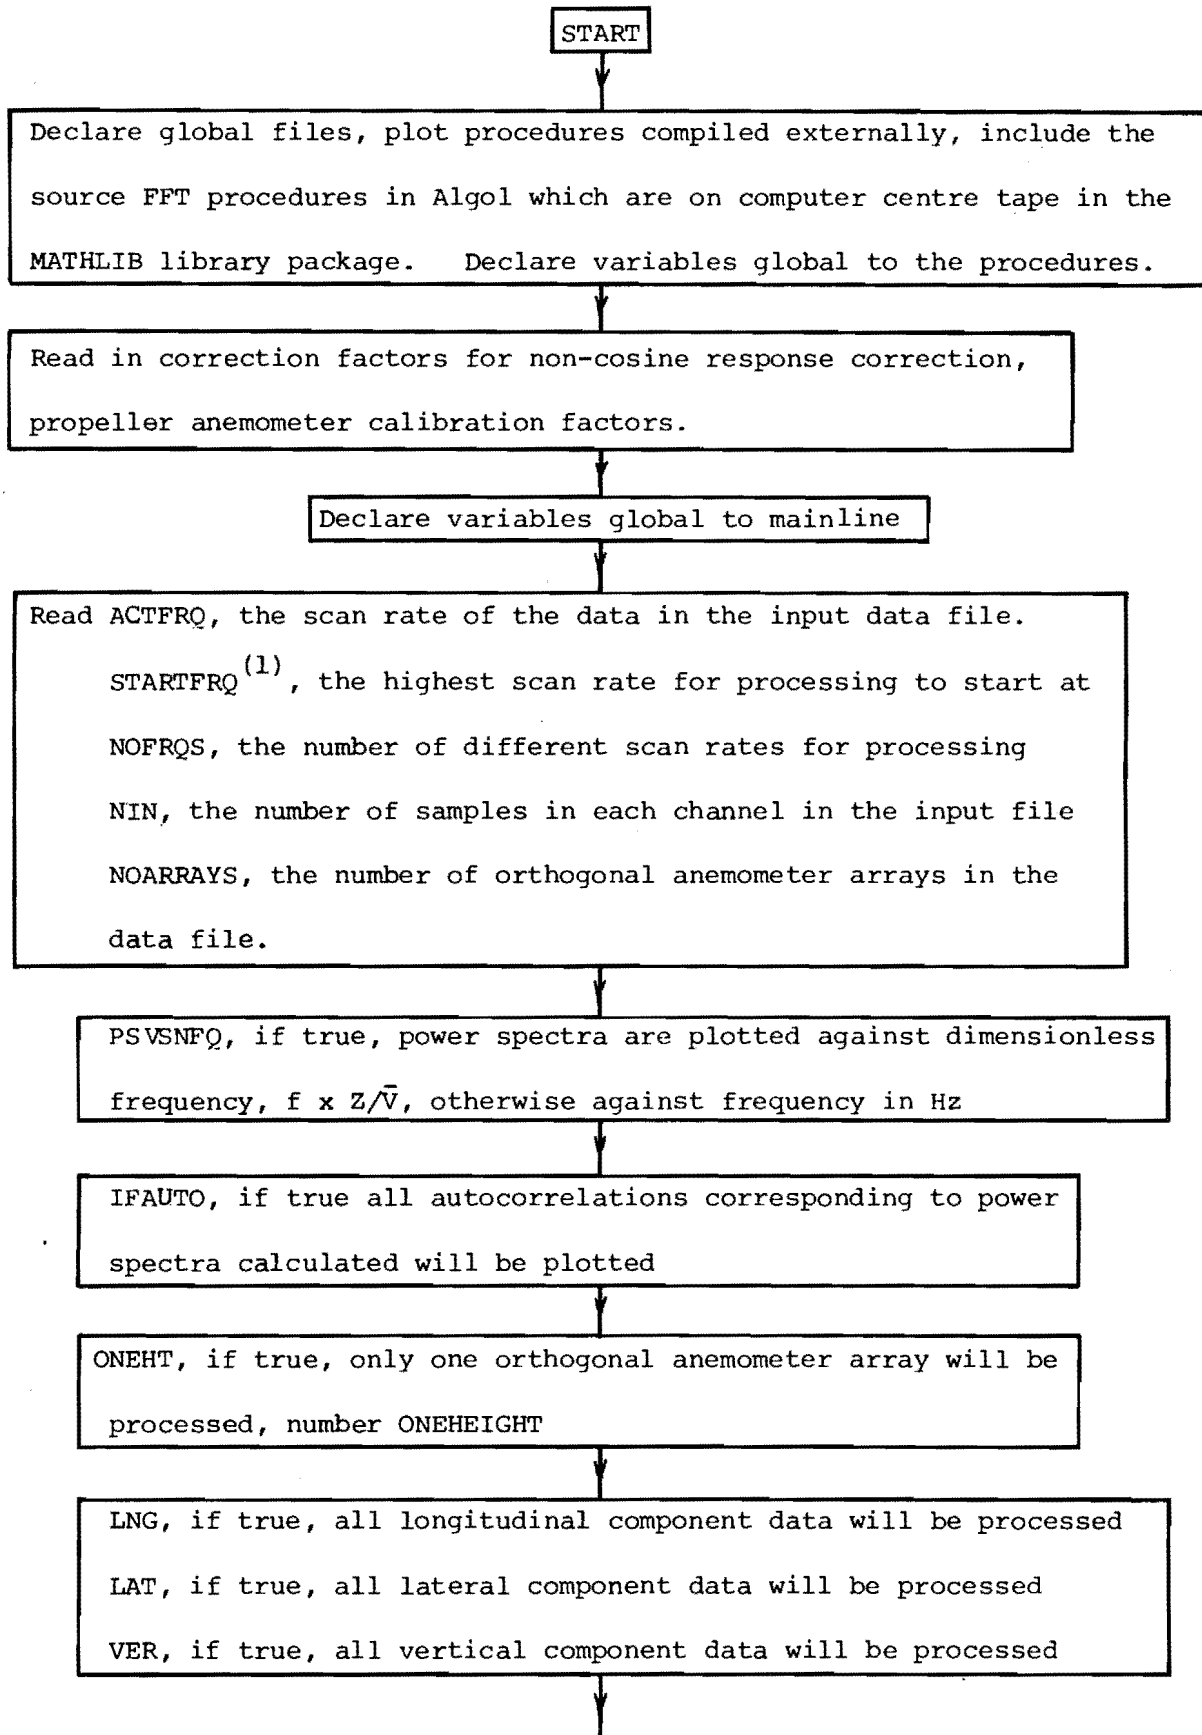 START
Declare global files, plot procedures compiled externally, include the
source FFT procedures in Algol which are on computer centre tape in the
MATHLIB library package. Declare variables global to the procedures.
Read in correction factors for non-cosine response correction,
propeller anemometer calibration factors.
Declare variables global to mainline
Read ACTFRQ, the scan rate of the data in the input data file.
STARTFRQ(1), the highest scan rate for processing to start at
NOFRQS, the number of different scan rates for processing
NIN, the number of samples in each channel in the input file
NOARRAYS, the number of orthogonal anemometer arrays in the
data file.
PSVSNFQ, if true, power spectra are plotted against dimensionless
frequency, f x Z/V̄, otherwise against frequency in Hz
IFAUTO, if true all autocorrelations corresponding to power
spectra calculated will be plotted
ONEHT, if true, only one orthogonal anemometer array will be
processed, number ONEHEIGHT
LNG, if true, all longitudinal component data will be processed
LAT, if true, all lateral component data will be processed
VER, if true, all vertical component data will be processed